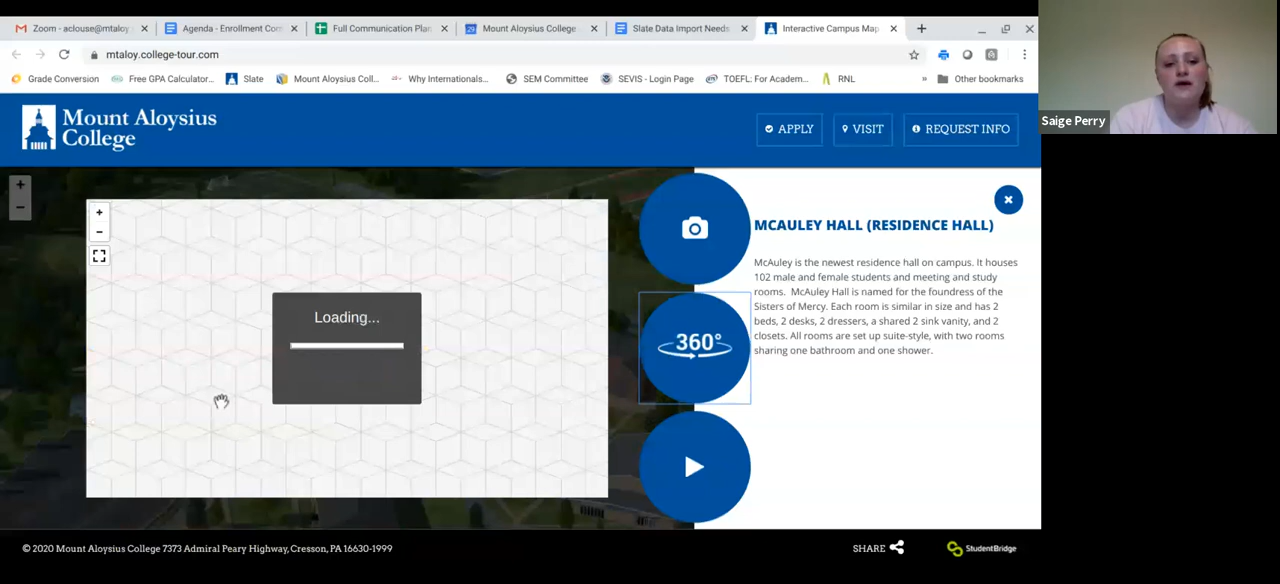 Zoom - aclouse@mtaloy
Agenda - Enrollment Con
Full Communication Plan
Mount Aloysius College
Slate Data Import Needs
Interactive Campus Map
mtaloy.college-tour.com
Grade Conversion
Free GPA Calculator...
Slate
Mount Aloysius Coll...
Why Internationals...
SEM Committee
SEVIS - Login Page
TOEFL: For Academ...
RNL
»
Other bookmarks
Saige Perry
Mount Aloysius
College
APPLY
VISIT
REQUEST INFO
Loading...
360°
MCAULEY HALL (RESIDENCE HALL)
McAuley is the newest residence hall on campus. It houses
102 male and female students and meeting and study
rooms. McAuley Hall is named for the foundress of the
Sisters of Mercy. Each room is similar in size and has 2
beds, 2 desks, 2 dressers, a shared 2 sink vanity, and 2
closets. All rooms are set up suite-style, with two rooms
sharing one bathroom and one shower.
© 2020 Mount Aloysius College 7373 Admiral Peary Highway, Cresson, PA 16630-1999
SHARE
StudentBridge